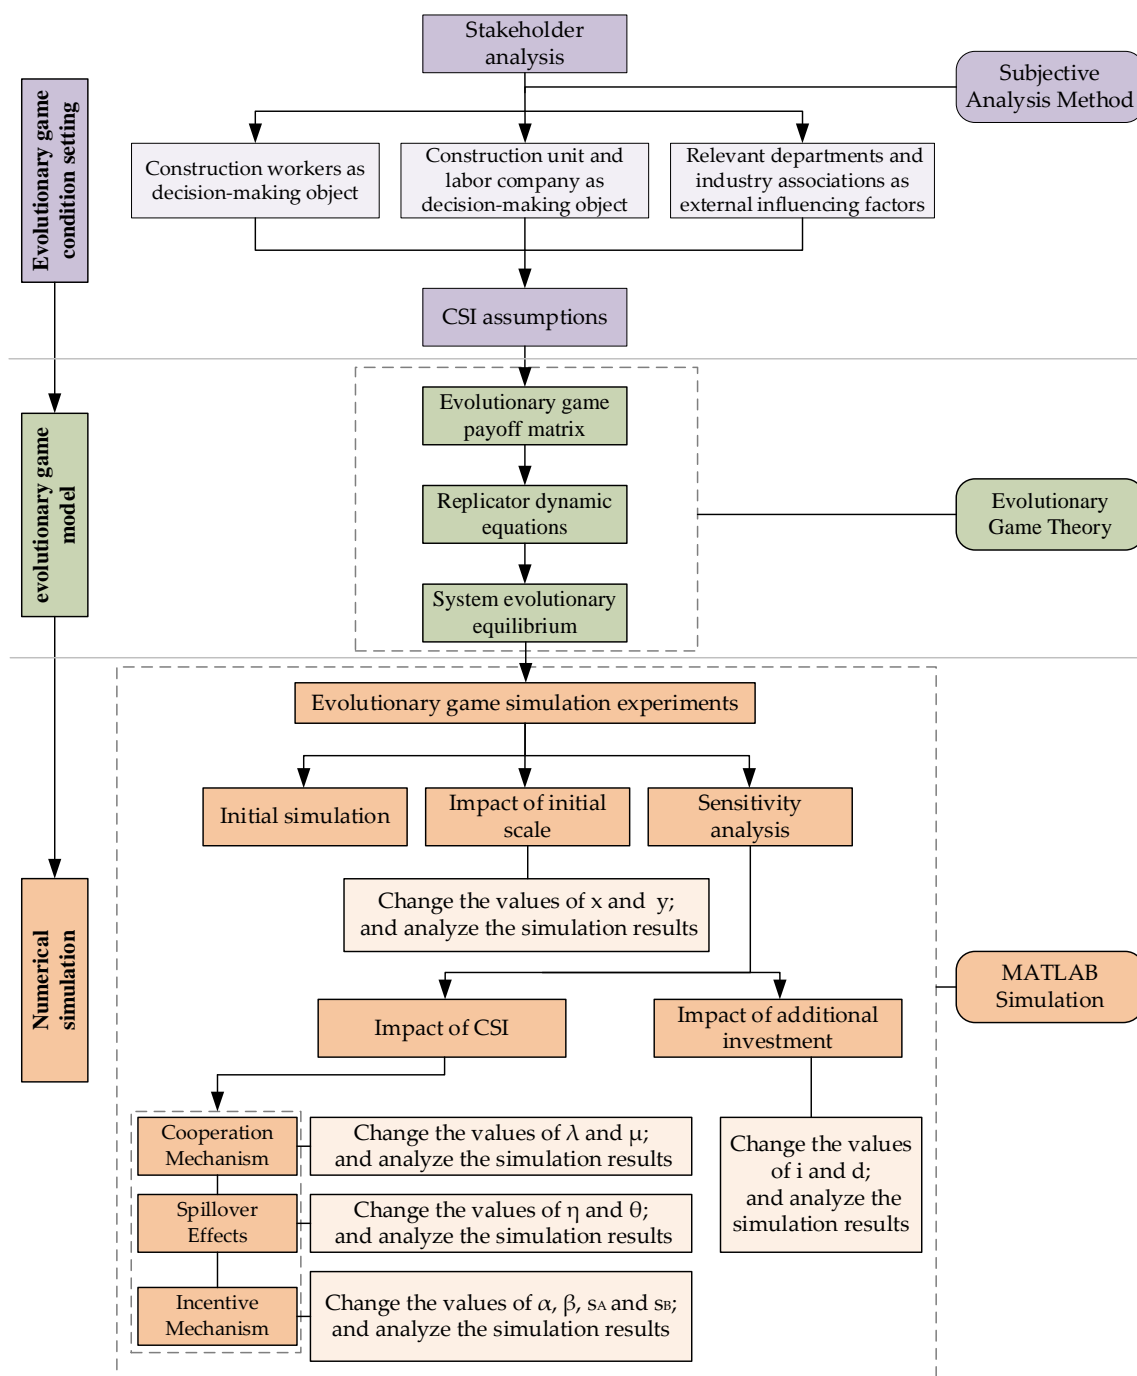 Stakeholder
analysis
Subjective
Analysis Method
Evolutionary game
condition setting
Construction workers as
decision-making object
Construction unit and
labor company as
decision-making object
Relevant departments and
industry associations as
external influencing factors
CSI assumptions
evolutionary game
model
Evolutionary game
payoff matrix
Replicator dynamic
equations
System evolutionary
equilibrium
Evolutionary
Game Theory
Numerical
simulation
Evolutionary game simulation experiments
Initial simulation
Impact of initial
scale
Sensitivity
analysis
Change the values of x and y;
and analyze the simulation results
MATLAB
Simulation
Impact of CSI
Impact of additional
investment
Cooperation
Mechanism
Change the values of λ and μ;
and analyze the simulation results
Spillover
Effects
Change the values of η and θ;
and analyze the simulation results
Incentive
Mechanism
Change the values of α, β, sA and sB;
and analyze the simulation results
Change the values
of i and d;
and analyze the
simulation results